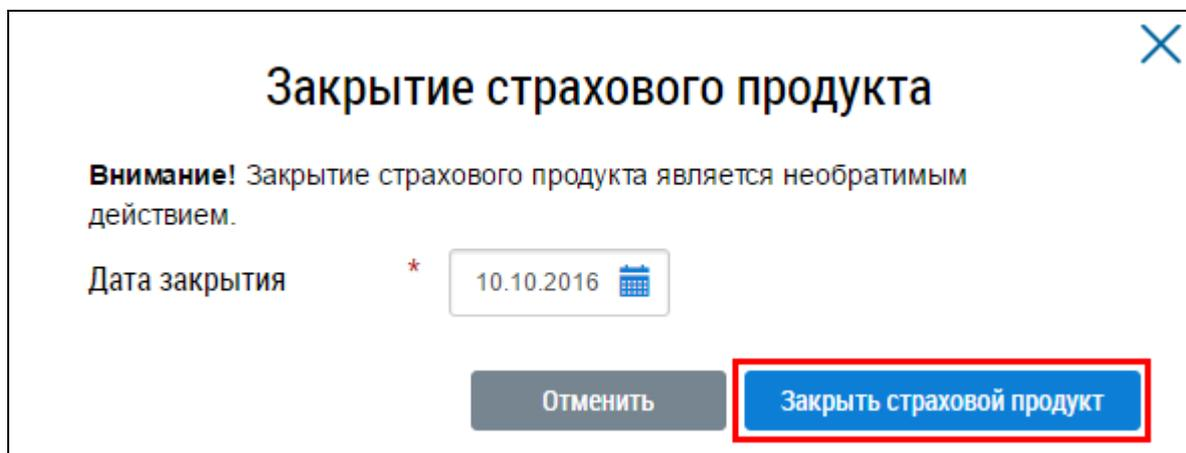 Закрытие страхового продукта
Внимание! Закрытие страхового продукта является необратимым
действием.
Дата закрытия * 10.10.2016
Отменить Закрыть страховой продукт